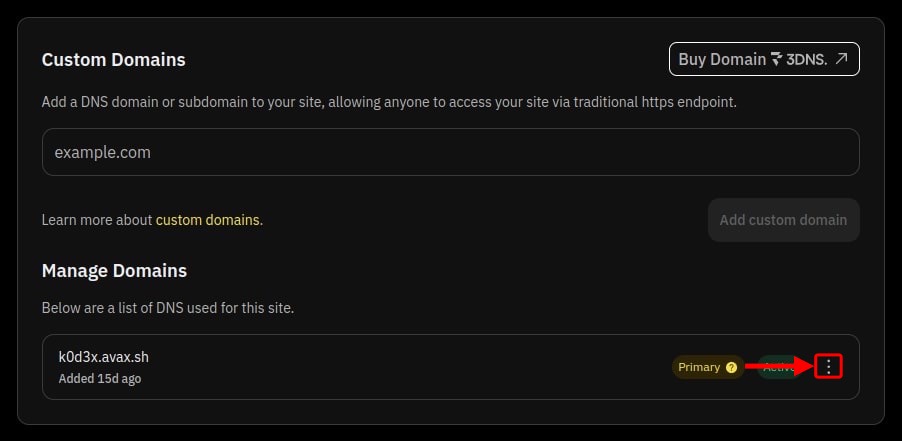 Custom Domains
Buy Domain 3DNS.
Add a DNS domain or subdomain to your site, allowing anyone to access your site via traditional https endpoint.
example.com
Learn more about custom domains.
Add custom domain
Manage Domains
Below are a list of DNS used for this site.
k0d3x.avax.sh
Primary ?
Active
Added 15d ago